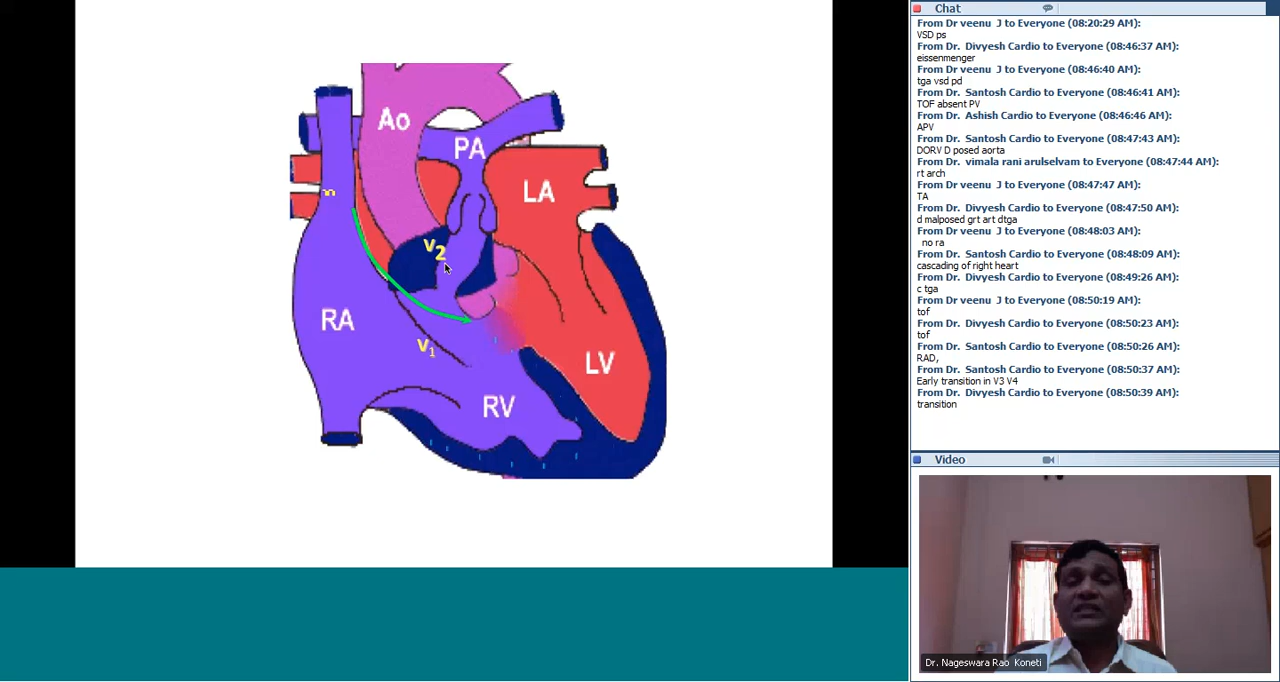 Ao
PA
LA
V2
RA
V1
LV
RV
Chat
From Dr veenu J to Everyone (08:20:29 AM):
VSD ps
From Dr. Divyesh Cardio to Everyone (08:46:37 AM):
eissenmenger
From Dr veenu J to Everyone (08:46:40 AM):
tga vsd pd
From Dr. Santosh Cardio to Everyone (08:46:41 AM):
TOF absent PV
From Dr. Ashish Cardio to Everyone (08:46:46 AM):
APV
From Dr. Santosh Cardio to Everyone (08:47:43 AM):
DORV D posed aorta
From Dr. vimala rani arulselvam to Everyone (08:47:44 AM):
rt arch
From Dr veenu J to Everyone (08:47:47 AM):
TA
From Dr. Divyesh Cardio to Everyone (08:47:50 AM):
d malposed grt art dtga
From Dr veenu J to Everyone (08:48:03 AM):
no ra
From Dr. Santosh Cardio to Everyone (08:48:09 AM):
cascading of right heart
From Dr. Divyesh Cardio to Everyone (08:49:26 AM):
c tga
From Dr veenu J to Everyone (08:50:19 AM):
tof
From Dr. Divyesh Cardio to Everyone (08:50:23 AM):
tof
From Dr. Santosh Cardio to Everyone (08:50:26 AM):
RAD,
From Dr. Santosh Cardio to Everyone (08:50:37 AM):
Early transition in V3 V4
From Dr. Divyesh Cardio to Everyone (08:50:39 AM):
transition
Video
Dr. Nageswara Rao Koneti